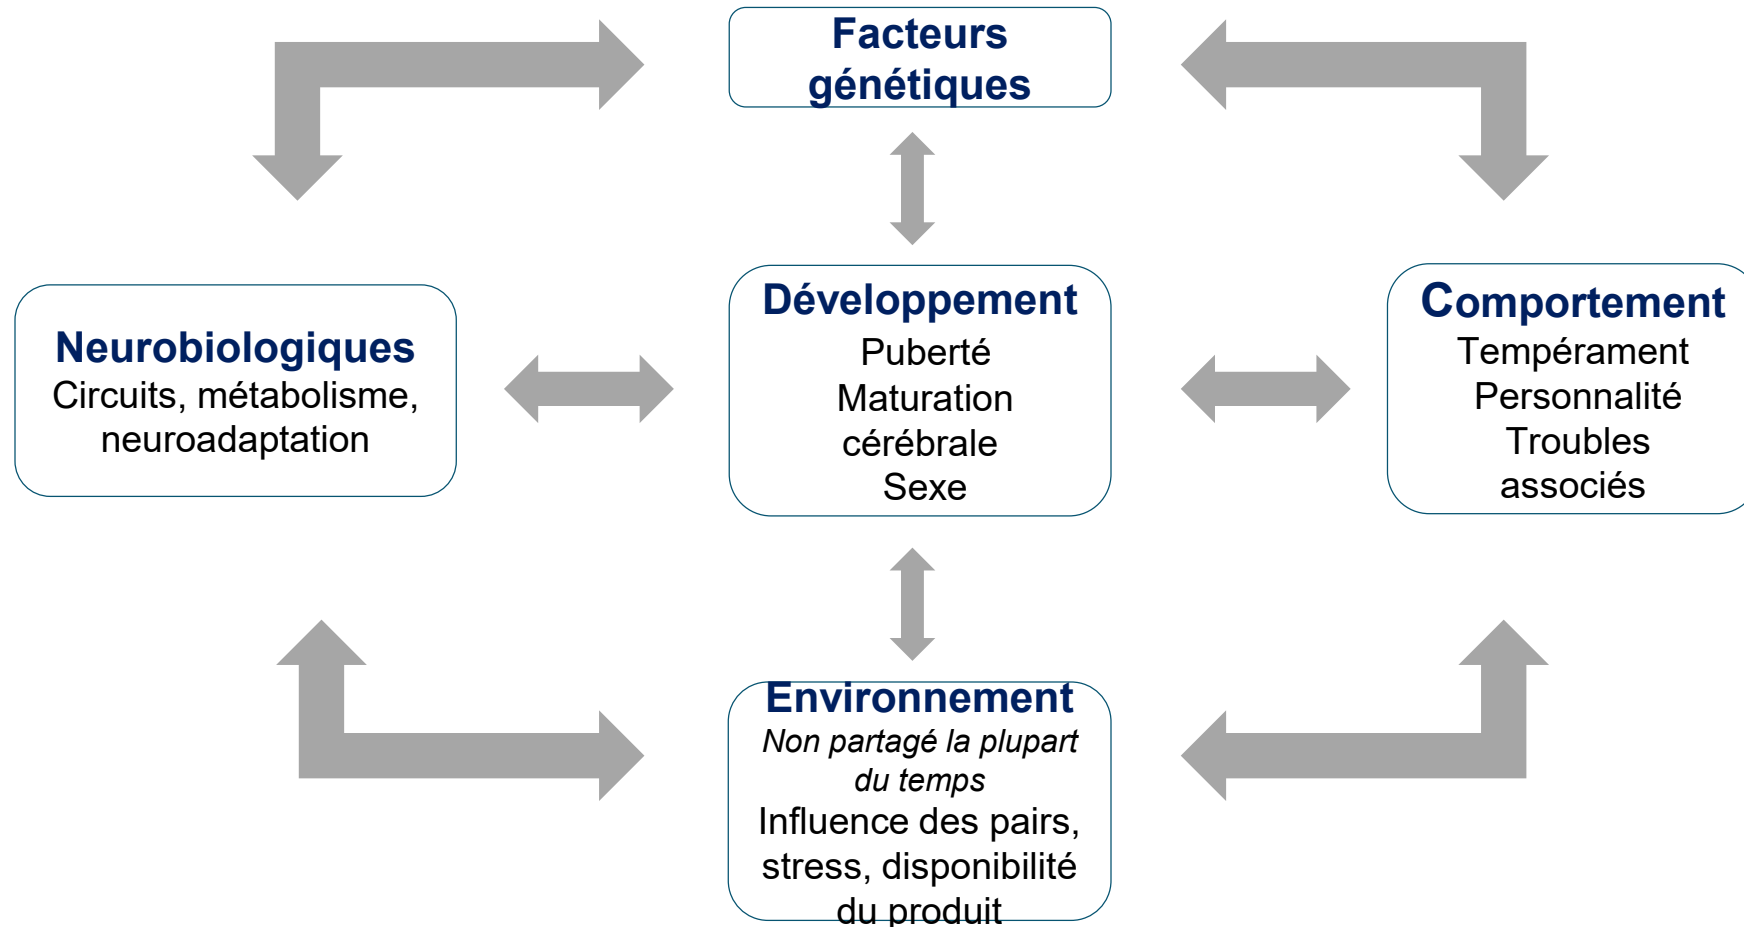 Facteurs
génétiques
Neurobiologiques
Circuits, métabolisme,
neuroadaptation
Développement
Puberté
Maturation
cérébrale
Sexe
Comportement
Tempérament
Personnalité
Troubles
associés
Environnement
Non partagé la plupart
du temps
Influence des pairs,
stress, disponibilité
du produit